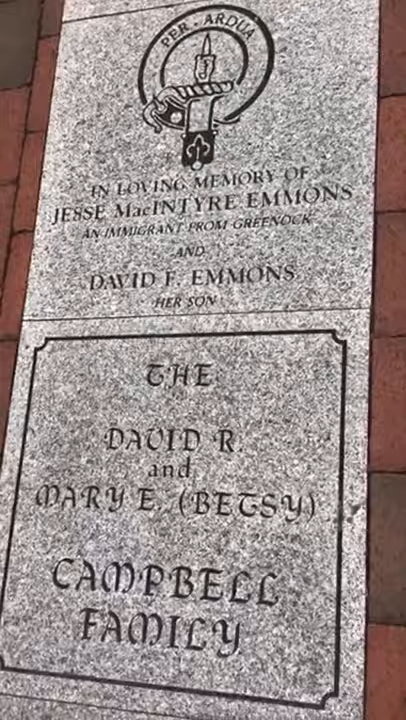 PER · ARDUA
IN LOVING MEMORY OF
JESSE MacINTYRE EMMONS
AN IMMIGRANT FROM GREENOCK
AND
DAVID F. EMMONS
HER SON
THE
DAVID R.
and
MARY E. (BETSY)
CAMPBELL
FAMILY